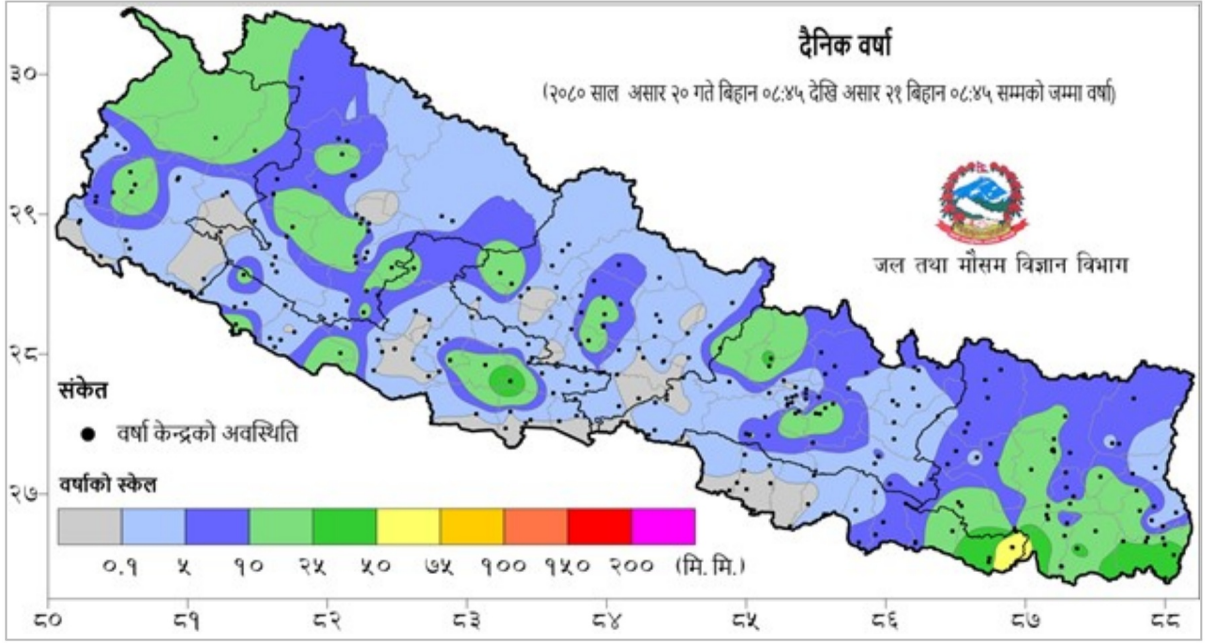 दैनिक वर्षा
(२०८० साल असार २० गते बिहान ०८:४५ देखि असार २१ बिहान ०८:४५ सम्मको जम्मा वर्षा)
जल तथा मौसम विज्ञान विभाग
३०
२९
२८
२७
संकेत
वर्षा केन्द्रको अवस्थिति
वर्षाको स्केल
०.१ ५ १० २५ ५० ७५ १०० १५० २०० (मि.मि.)
८० ८१ ८२ ८३ ८४ ८५ ८६ ८७ ८८